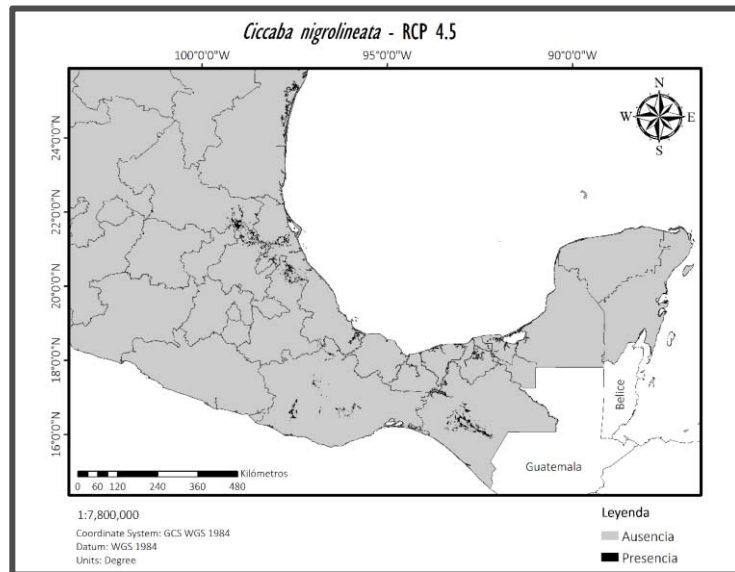 Ciccaba nigrolineata - RCP 4.5
100°0'0"W 95°0'0"W 90°0'0"W
N
W E
S
24°0'0"N
22°0'0"N
20°0'0"N
18°0'0"N
16°0'0"N
Belice
Guatemala
Kilómetros
0 60 120 240 360 480
1:7,800,000
Coordinate System: GCS WGS 1984
Datum: WGS 1984
Units: Degree
Leyenda
Ausencia
Presencia